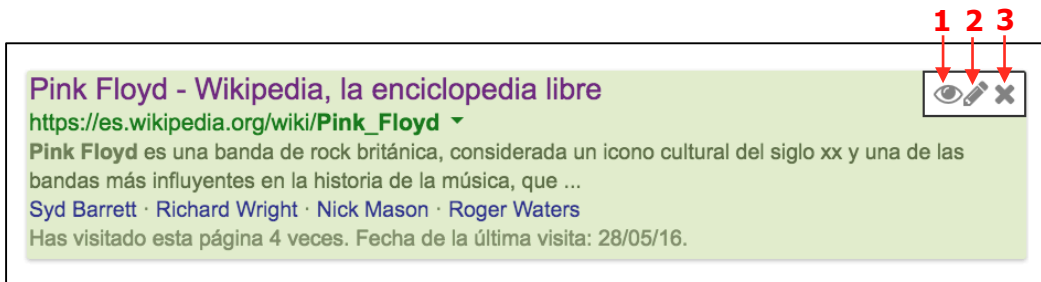 1 2 3
Pink Floyd - Wikipedia, la enciclopedia libre
https://es.wikipedia.org/wiki/Pink_Floyd
Pink Floyd es una banda de rock británica, considerada un icono cultural del siglo xx y una de las
bandas más influyentes en la historia de la música, que ...
Syd Barrett · Richard Wright · Nick Mason · Roger Waters
Has visitado esta página 4 veces. Fecha de la última visita: 28/05/16.